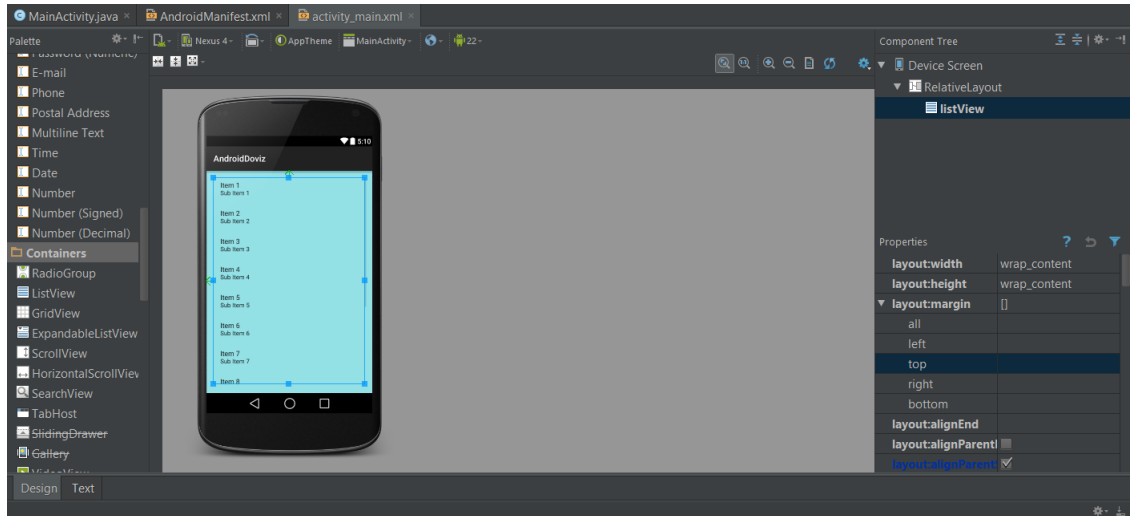 MainActivity.java
AndroidManifest.xml
activity_main.xml
Palette
Nexus 4
AppTheme
MainActivity
22
Component Tree
E-mail
Phone
Postal Address
Multiline Text
Time
Date
Number
Number (Signed)
Number (Decimal)
Containers
RadioGroup
ListView
GridView
ExpandableListView
ScrollView
HorizontalScrollView
SearchView
TabHost
SlidingDrawer
Gallery
5:10
AndroidDoviz
Item 1
Sub Item 1
Item 2
Sub Item 2
Item 3
Sub Item 3
Item 4
Sub Item 4
Item 5
Sub Item 5
Item 6
Sub Item 6
Item 7
Sub Item 7
Item 8
Device Screen
RelativeLayout
listView
Properties
layout:width wrap_content
layout:height wrap_content
layout:margin []
all
left
top
right
bottom
layout:alignEnd
layout:alignParent
layout:alignParent
Design Text